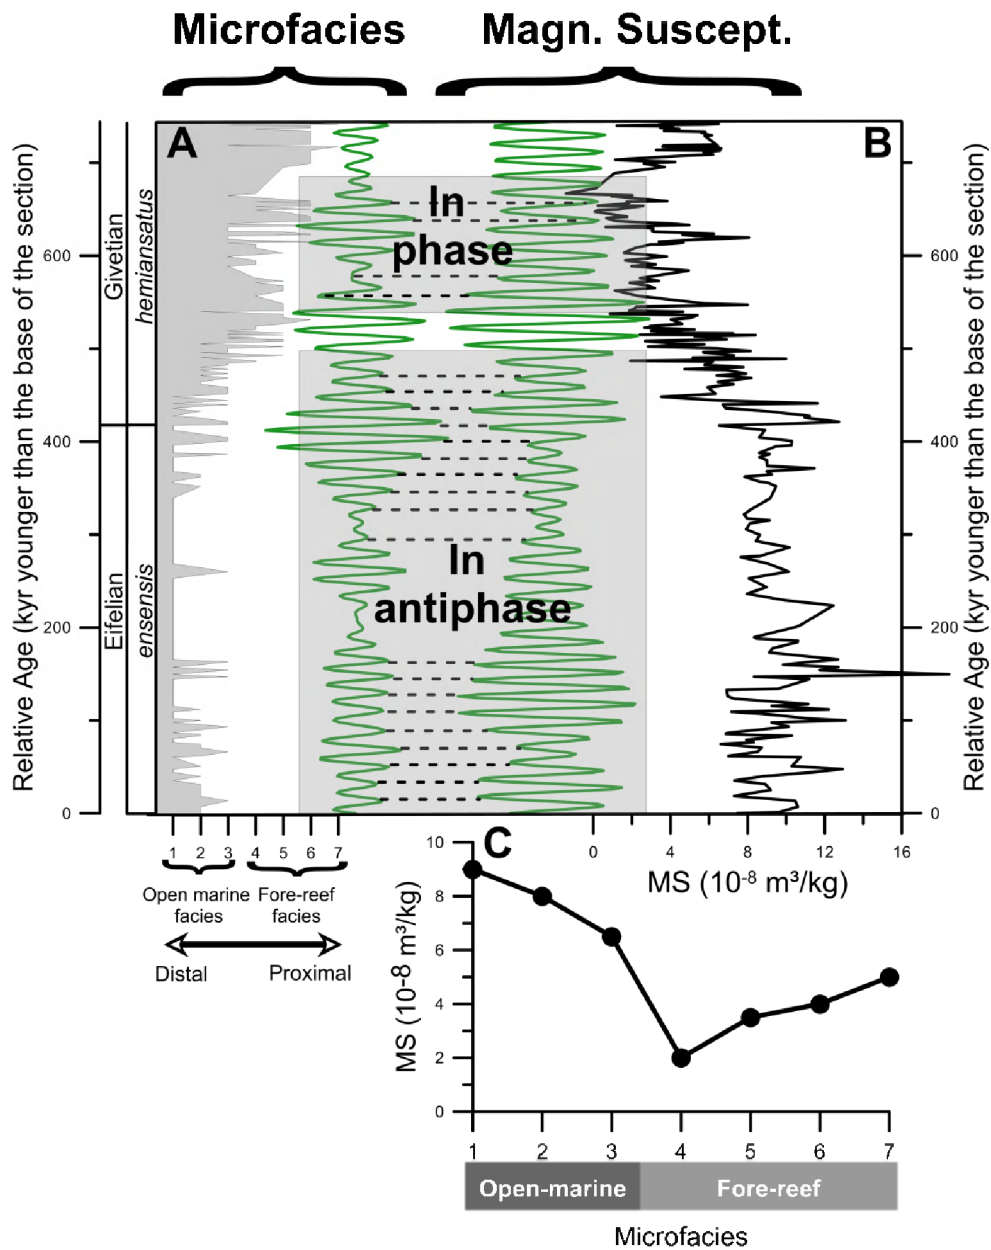 Microfacies
Magn. Suscept.
A
B
Relative Age (kyr younger than the base of the section)
Givetian
Eifelian
hemiansatus
ensensis
600
400
200
0
In
phase
In
antiphase
600
400
200
0
Relative Age (kyr younger than the base of the section)
1 2 3 4 5 6 7
Open marine facies
Fore-reef facies
Distal
Proximal
0 4 8 12 16
MS (10⁻⁸ m³/kg)
C
MS (10⁻⁸ m³/kg)
10
8
6
4
2
0
1 2 3 4 5 6 7
Open-marine
Fore-reef
Microfacies